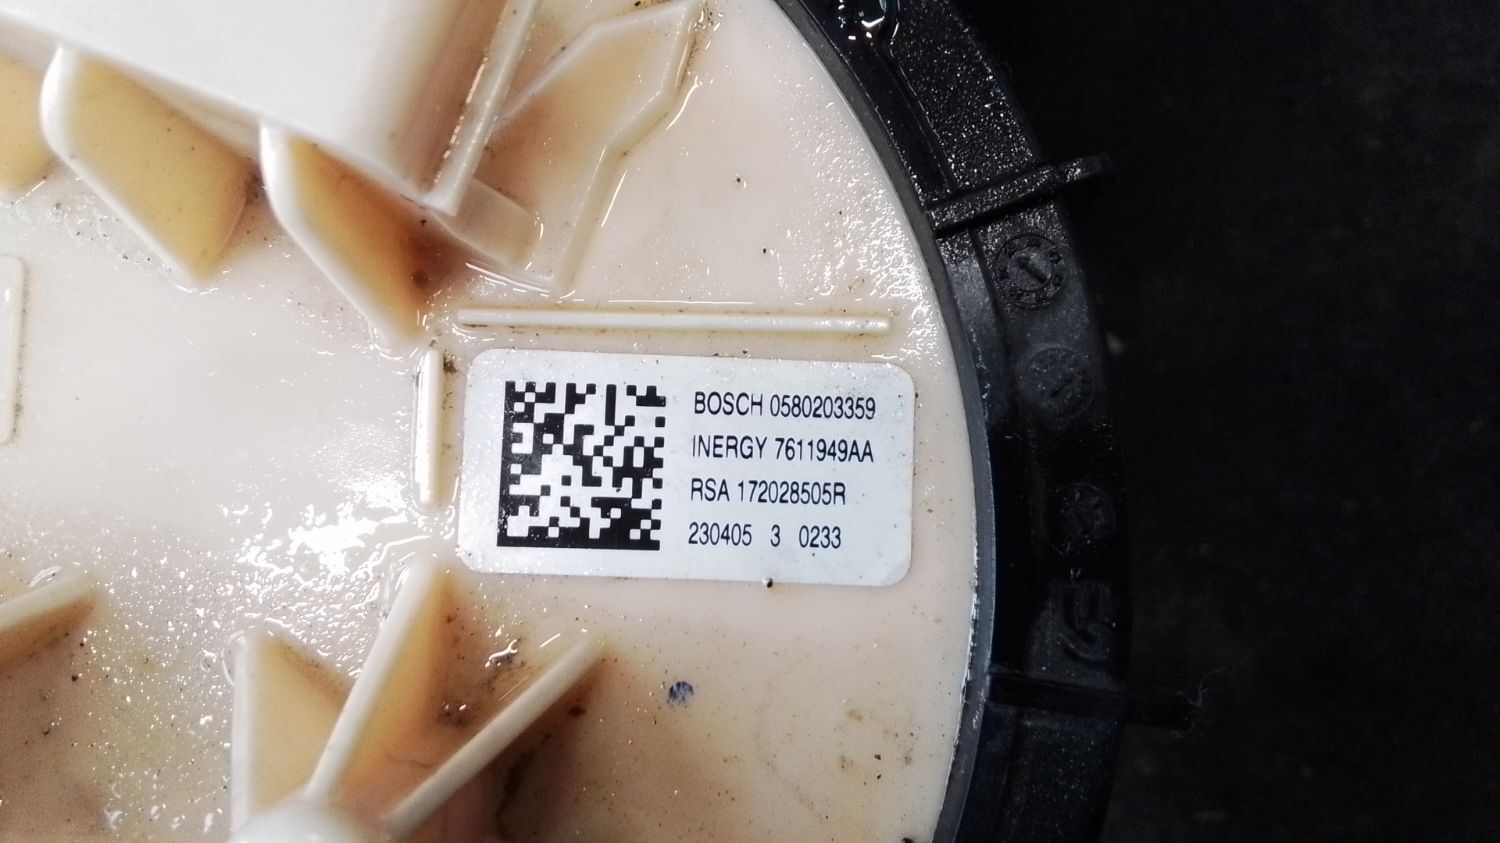 BOSCH 0580203359
INERGY 7611949AA
RSA 172028505R
230405 3 0233